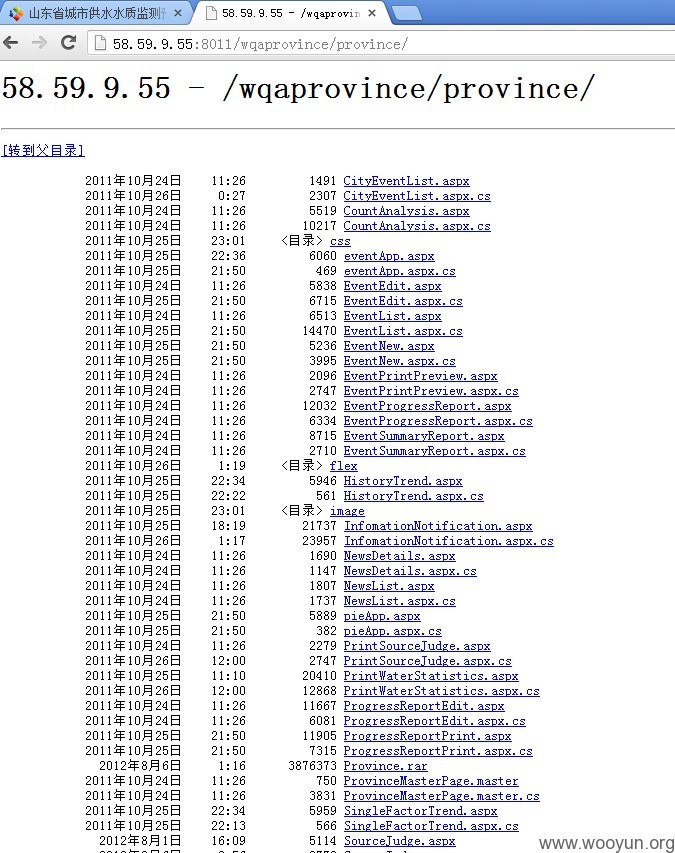 山东省城市供水水质监测预
58.59.9.55 - /wqaprovin
58.59.9.55:8011/wqaprovince/province/
58.59.9.55 - /wqaprovince/province/
[转到父目录]
2011年10月24日 11:26 1491 CityEventList.aspx
2011年10月26日 0:27 2307 CityEventList.aspx.cs
2011年10月24日 11:26 5519 CountAnalysis.aspx
2011年10月24日 11:26 10217 CountAnalysis.aspx.cs
2011年10月25日 23:01 <目录> css
2011年10月25日 22:36 6060 eventApp.aspx
2011年10月25日 21:50 469 eventApp.aspx.cs
2011年10月24日 11:26 5838 EventEdit.aspx
2011年10月25日 21:50 6715 EventEdit.aspx.cs
2011年10月24日 11:26 6513 EventList.aspx
2011年10月25日 21:50 14470 EventList.aspx.cs
2011年10月25日 21:50 5236 EventNew.aspx
2011年10月25日 21:50 3995 EventNew.aspx.cs
2011年10月24日 11:26 2096 EventPrintPreview.aspx
2011年10月24日 11:26 2747 EventPrintPreview.aspx.cs
2011年10月24日 11:26 12032 EventProgressReport.aspx
2011年10月24日 11:26 6334 EventProgressReport.aspx.cs
2011年10月24日 11:26 8715 EventSummaryReport.aspx
2011年10月24日 11:26 2710 EventSummaryReport.aspx.cs
2011年10月26日 1:19 <目录> flex
2011年10月25日 22:34 5946 HistoryTrend.aspx
2011年10月25日 22:22 561 HistoryTrend.aspx.cs
2011年10月25日 23:01 <目录> image
2011年10月25日 18:19 21737 InfomationNotification.aspx
2011年10月26日 1:17 23957 InfomationNotification.aspx.cs
2011年10月24日 11:26 1690 NewsDetails.aspx
2011年10月24日 11:26 1147 NewsDetails.aspx.cs
2011年10月24日 11:26 1807 NewsList.aspx
2011年10月24日 11:26 1737 NewsList.aspx.cs
2011年10月25日 21:50 5889 pieApp.aspx
2011年10月25日 21:50 382 pieApp.aspx.cs
2011年10月24日 11:26 2279 PrintSourceJudge.aspx
2011年10月26日 12:00 2747 PrintSourceJudge.aspx.cs
2011年10月25日 11:10 20410 PrintWaterStatistics.aspx
2011年10月26日 12:00 12868 PrintWaterStatistics.aspx.cs
2011年10月24日 11:26 11667 ProgressReportEdit.aspx
2011年10月24日 11:26 6081 ProgressReportEdit.aspx.cs
2011年10月25日 21:50 11905 ProgressReportPrint.aspx
2011年10月25日 21:50 7315 ProgressReportPrint.aspx.cs
2012年8月6日 1:16 3876373 Province.rar
2011年10月24日 11:26 750 ProvinceMasterPage.master
2011年10月24日 11:26 3831 ProvinceMasterPage.master.cs
2011年10月25日 22:34 5959 SingleFactorTrend.aspx
2011年10月25日 22:13 566 SingleFactorTrend.aspx.cs
2012年8月1日 16:09 5114 SourceJudge.aspx
www.wooyun.org